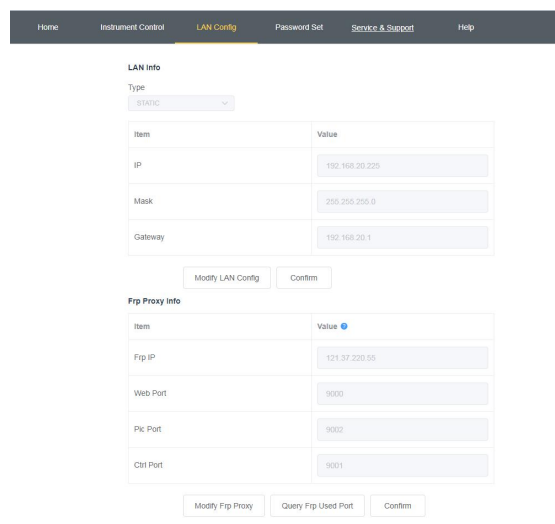 Home Instrument Control LAN Config Password Set Service & Support Help
LAN Info
Type
STATIC
Item Value
IP 192.168.20.225
Mask 255.255.255.0
Gateway 192.168.20.1
Modify LAN Config Confirm
Frp Proxy Info
Item Value
Frp IP 121.37.220.55
Web Port 9000
Pic Port 9002
Ctrl Port 9001
Modify Frp Proxy Query Frp Used Port Confirm